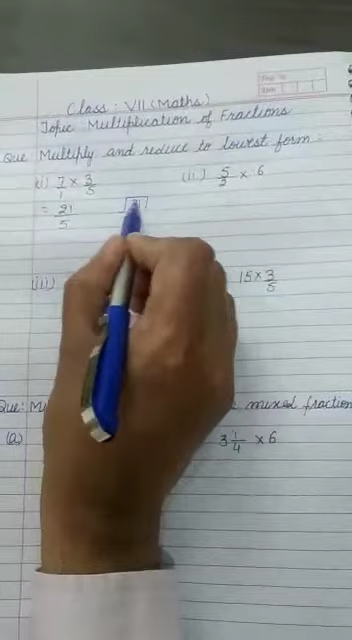 Class : VII (Maths)
Topic Multiplication of Fractions
Que Multiply and reduce to lowest form :
(i) 7/1 × 3/5 (ii) 5/3 × 6
= 21/5
(iii) 15 × 3/5
Que: mixed fraction
(a) 3 1/4 × 6